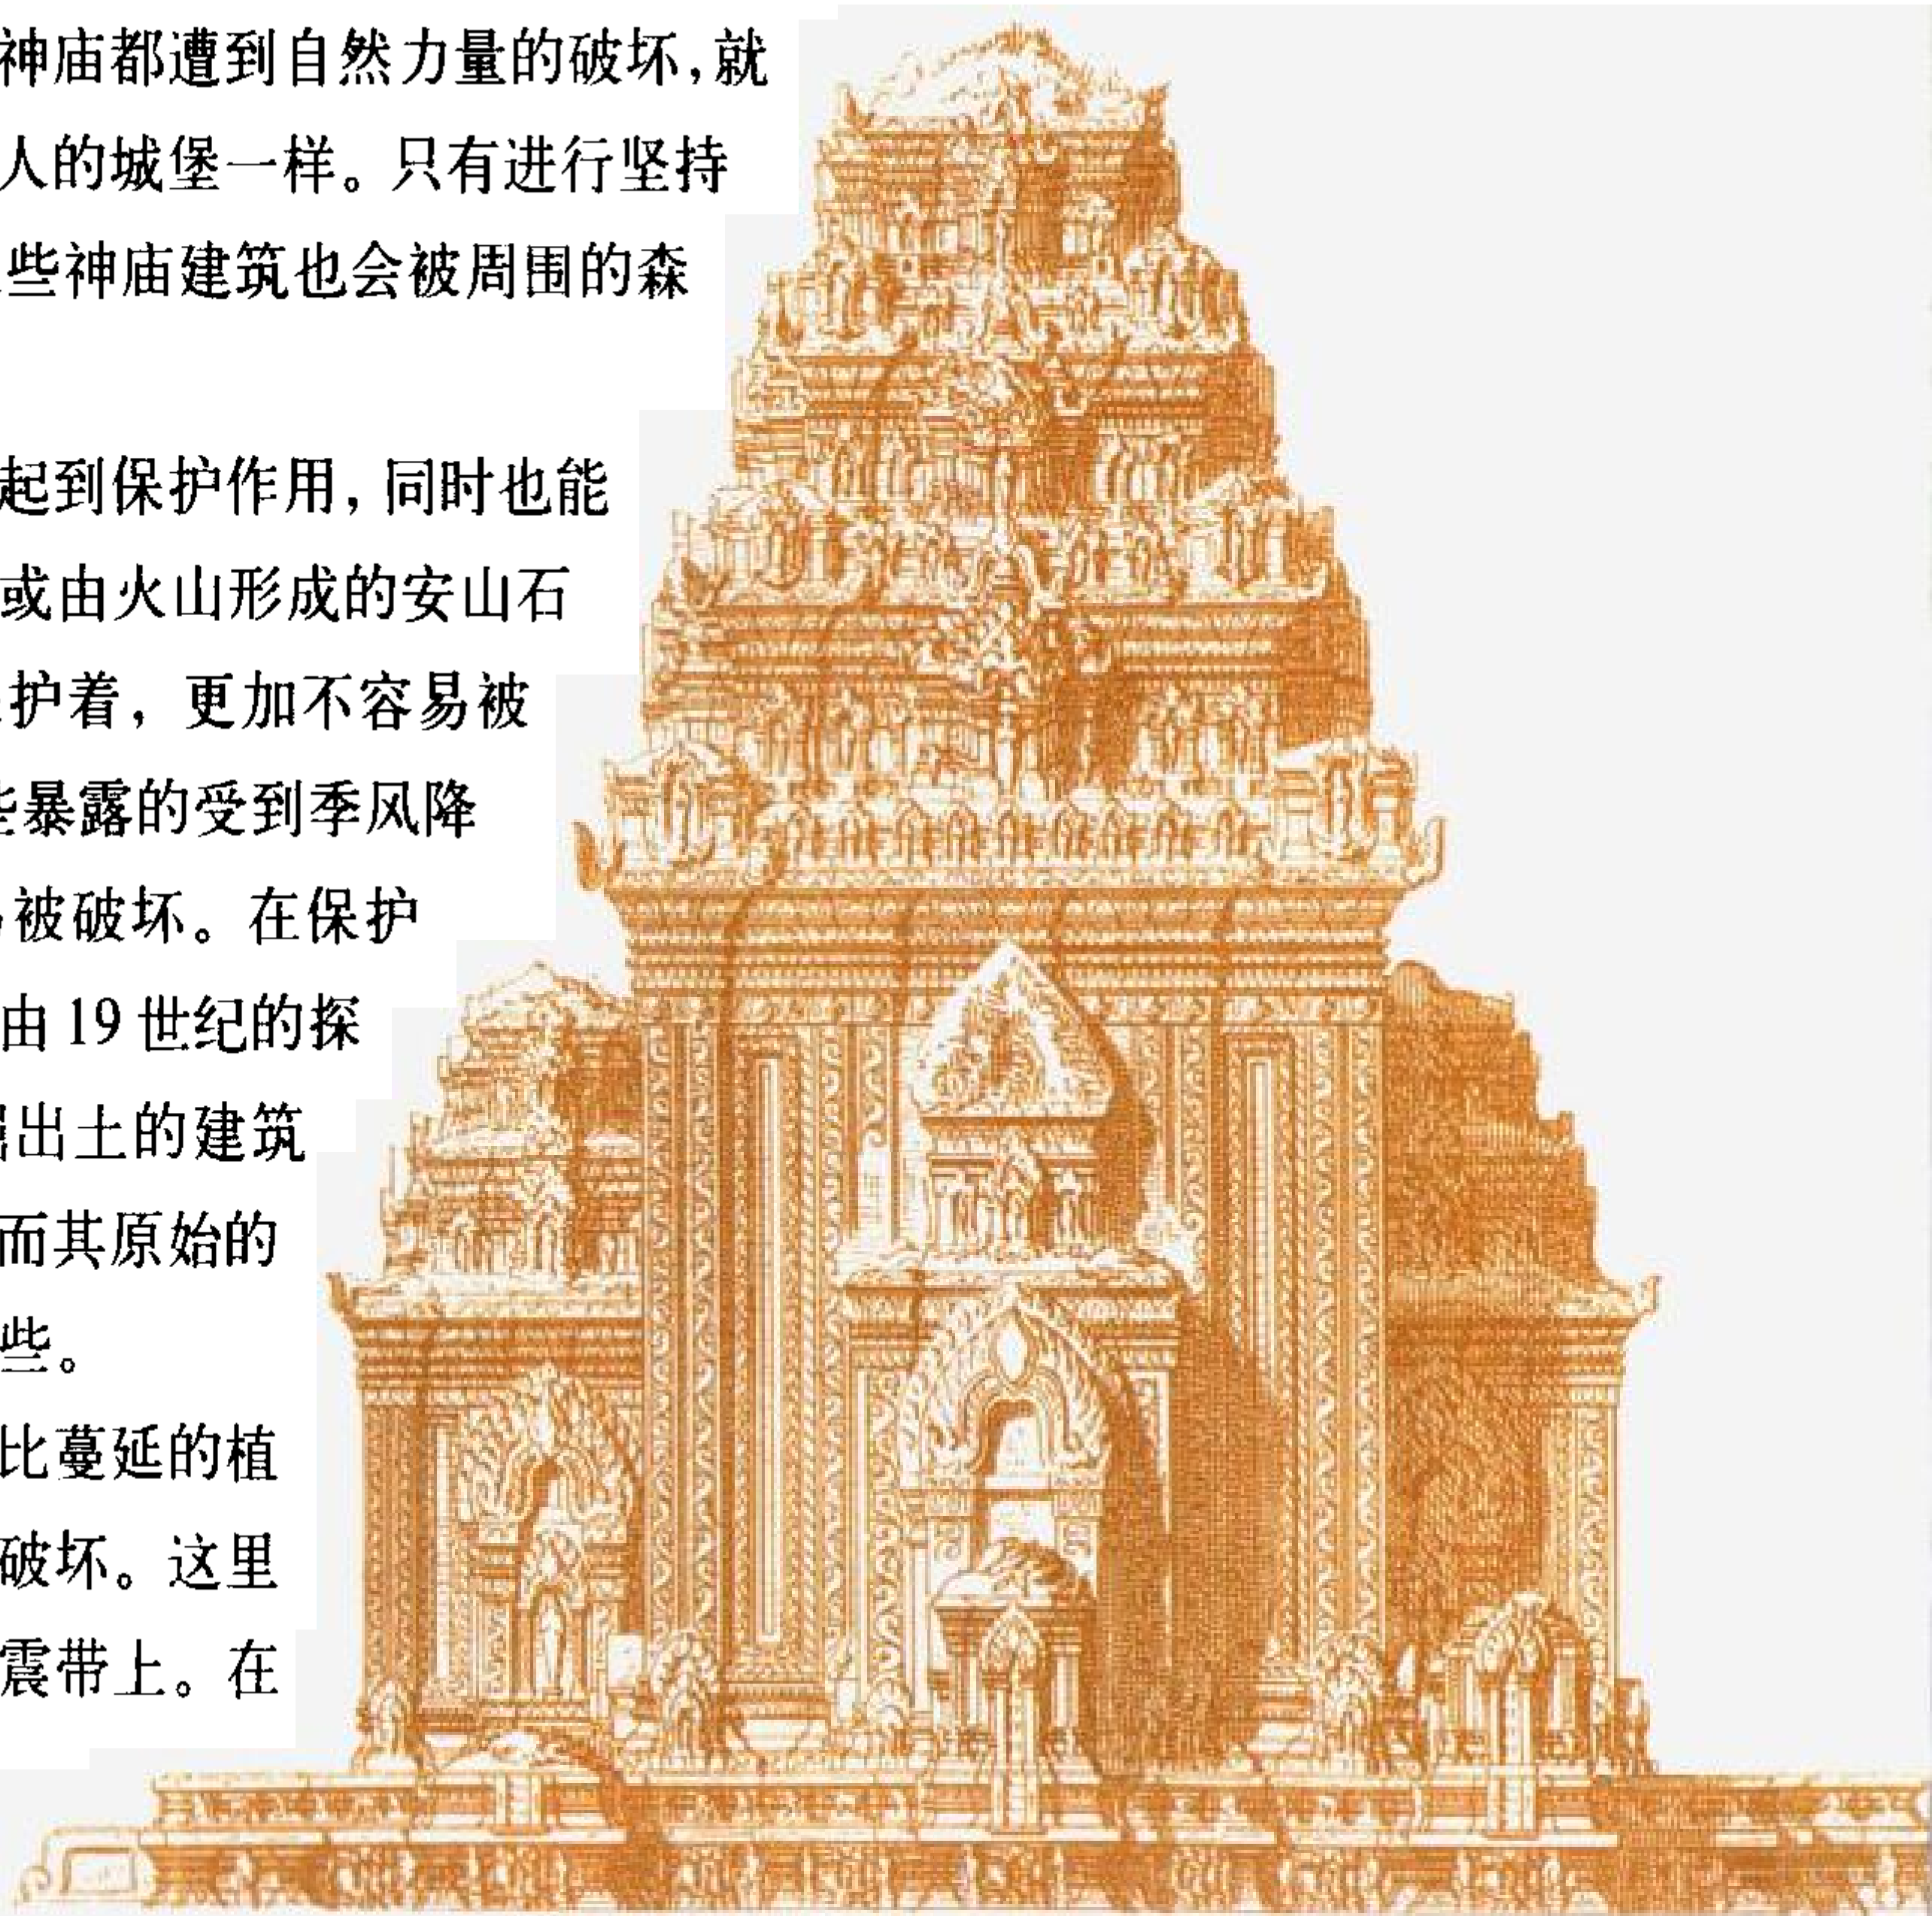 神庙都遭到自然力量的破坏，就
人的城堡一样。只有进行坚持
些神庙建筑也会被周围的森
起到保护作用，同时也能
或由火山形成的安山石
护着，更加不容易被
暴露的受到季风降
被破坏。在保护
由19世纪的探
出土的建筑
而其原始的
些。
比蔓延的植
破坏。这里
震带上。在